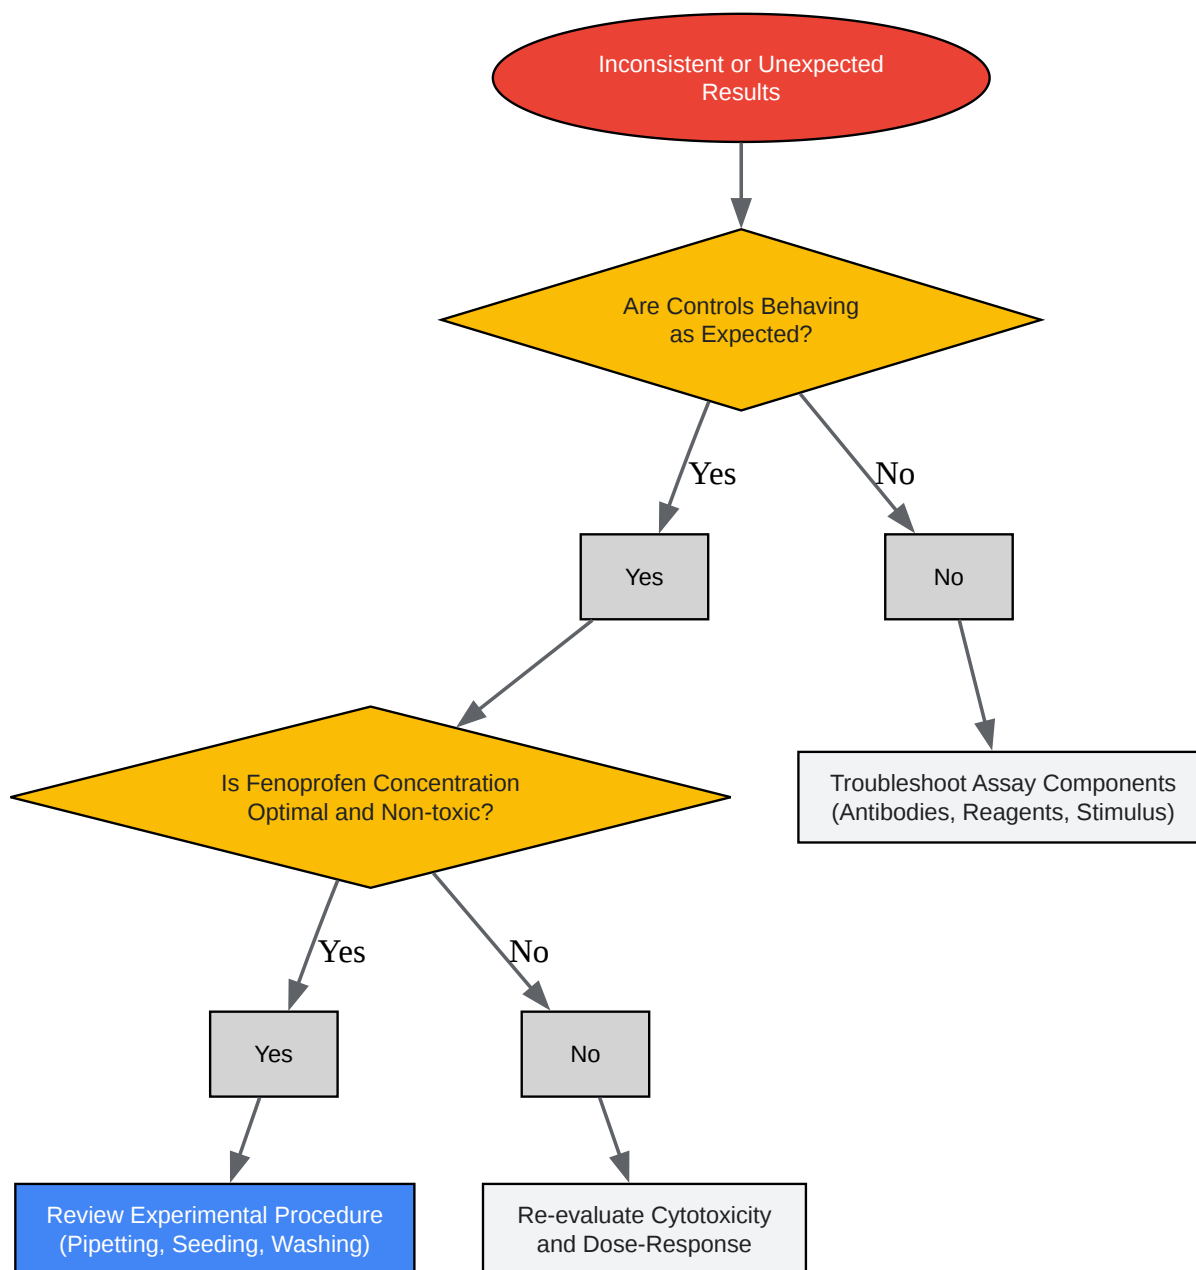 Inconsistent or Unexpected
Results
Are Controls Behaving
as Expected?
Yes
No
Yes
No
Is Fenoprofen Concentration
Optimal and Non-toxic?
Troubleshoot Assay Components
(Antibodies, Reagents, Stimulus)
Yes
No
Yes
No
Review Experimental Procedure
(Pipetting, Seeding, Washing)
Re-evaluate Cytotoxicity
and Dose-Response